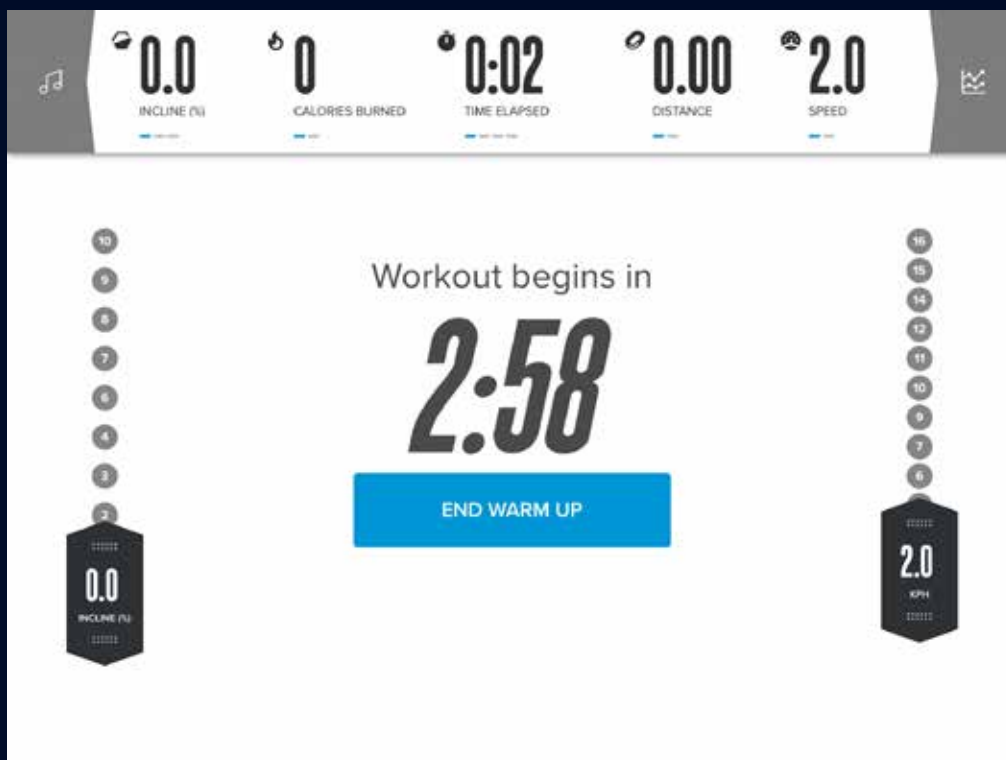 0.0
INCLINE (%)
0
CALORIES BURNED
0:02
TIME ELAPSED
0.00
DISTANCE
2.0
SPEED
10
9
8
7
6
4
3
2
0.0
INCLINE (%)
Workout begins in
2:58
END WARM UP
16
15
14
12
11
10
9
7
6
2.0
KPH